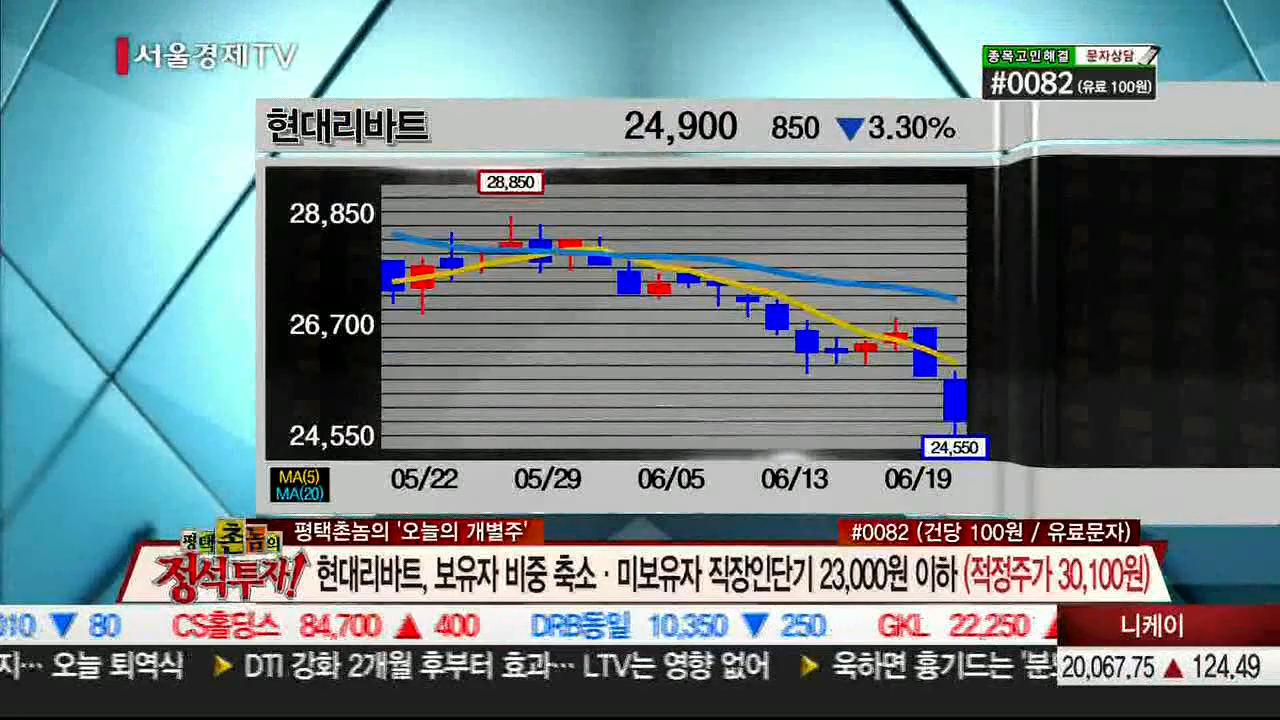 서울경제TV
종목고민해결 문자상담
#0082 (유료 100원)
현대리바트 24,900 850 ▼3.30%
28,850
28,850
26,700
24,550
24,550
MA(5)
MA(20)
05/22 05/29 06/05 06/13 06/19
평택촌놈의 정석투자!
평택촌놈의 '오늘의 개별주' #0082 (건당 100원 / 유료문자)
현대리바트, 보유자 비중 축소·미보유자 직장인단기 23,000원 이하 (적정주가 30,100원)
▼ 80 CS홀딩스 84,700 ▲ 400 DRB동일 10,350 ▼ 250 GKL 22,250 니케이
오늘 퇴역식 ▶ DTI 강화 2개월 후부터 효과… LTV는 영향 없어 ▶ 욱하면 흉기드는 20,067.75 ▲ 124.49